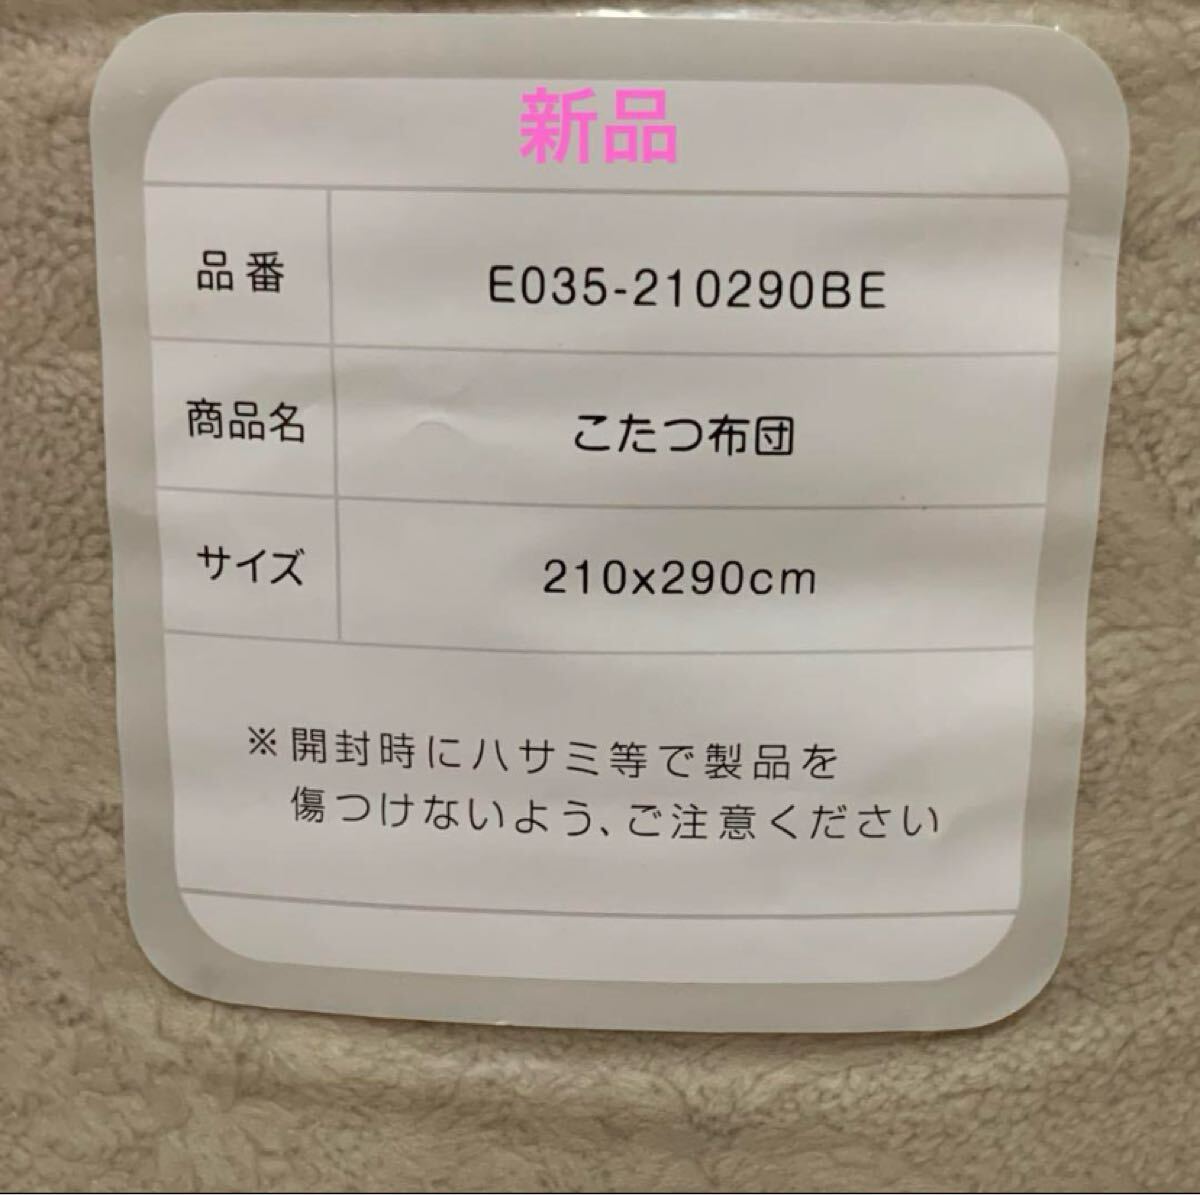 新品
品番 E035-210290BE
商品名 こたつ布団
サイズ 210x290cm
※開封時にハサミ等で製品を
傷つけないよう、ご注意ください